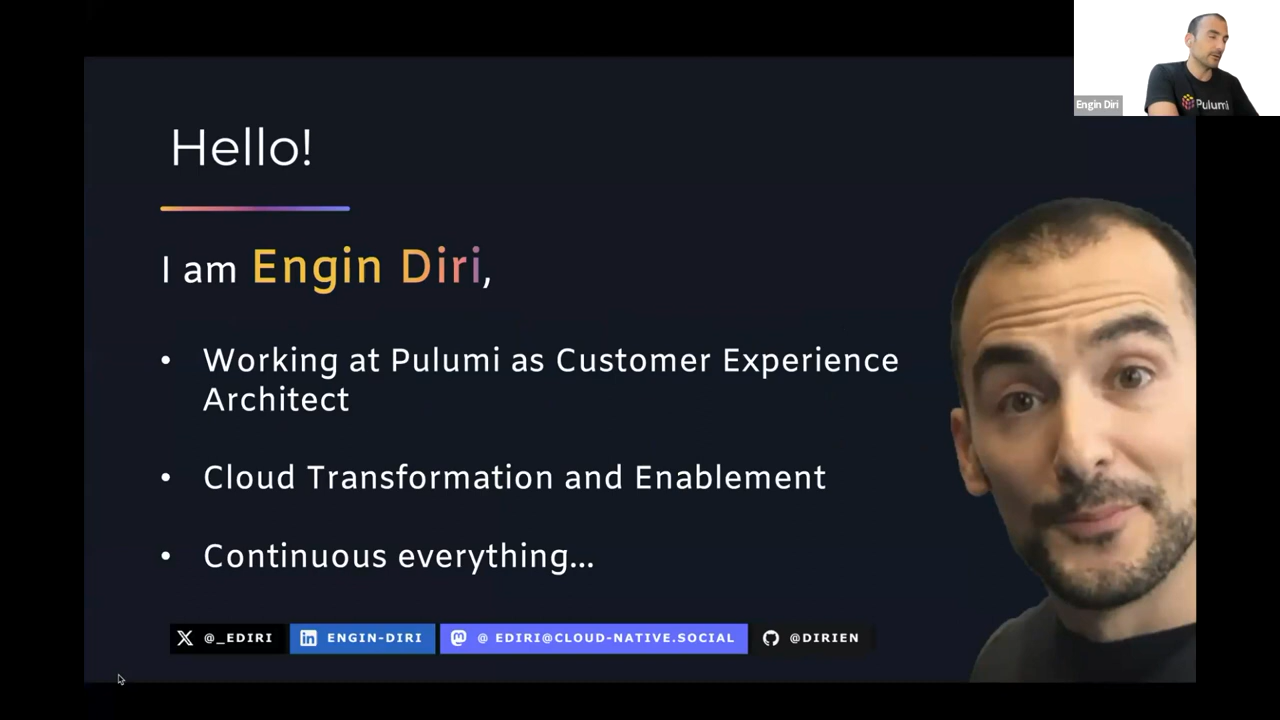 Engin Diri
Pulumi
Hello!
I am Engin Diri,
• Working at Pulumi as Customer Experience
Architect
• Cloud Transformation and Enablement
• Continuous everything...
@_EDIRI
ENGIN-DIRI
@ EDIRI@CLOUD-NATIVE.SOCIAL
@DIRIEN